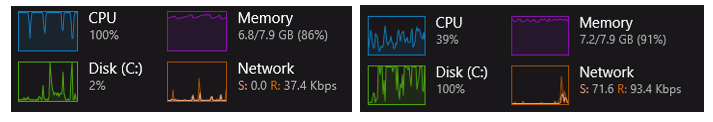 CPU
100%
Memory
6.8/7.9 GB (86%)
Disk (C:)
2%
Network
S: 0.0 R: 37.4 Kbps
CPU
39%
Memory
7.2/7.9 GB (91%)
Disk (C:)
100%
Network
S: 71.6 R: 93.4 Kbps